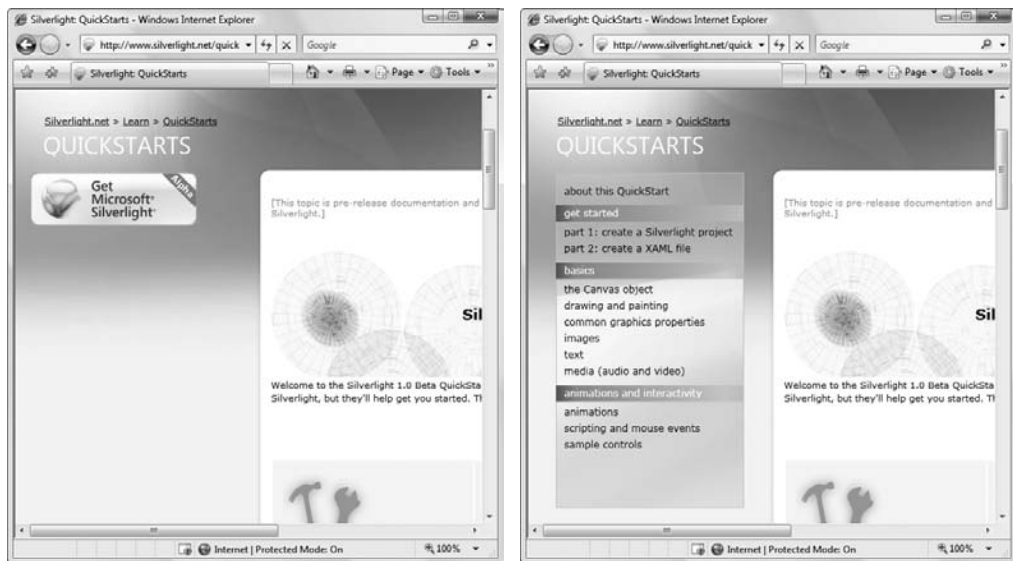 Silverlight: QuickStarts - Windows Internet Explorer
http://www.silverlight.net/quick
Google
Silverlight: QuickStarts
Page
Tools
Silverlight.net » Learn » QuickStarts
QUICKSTARTS
Get
Microsoft®
Silverlight™
Alpha
[This topic is pre-release documentation and
Silverlight.]
Sil
Welcome to the Silverlight 1.0 Beta QuickSta
Silverlight, but they'll help get you started. Th
Internet | Protected Mode: On
100%
Silverlight: QuickStarts - Windows Internet Explorer
http://www.silverlight.net/quick
Google
Silverlight: QuickStarts
Page
Tools
Silverlight.net » Learn » QuickStarts
QUICKSTARTS
about this QuickStart
get started
part 1: create a Silverlight project
part 2: create a XAML file
basics
the Canvas object
drawing and painting
common graphics properties
images
text
media (audio and video)
animations and interactivity
animations
scripting and mouse events
sample controls
[This topic is pre-release documentation and
Silverlight.]
Sil
Welcome to the Silverlight 1.0 Beta QuickSta
Silverlight, but they'll help get you started. Th
Internet | Protected Mode: On
100%